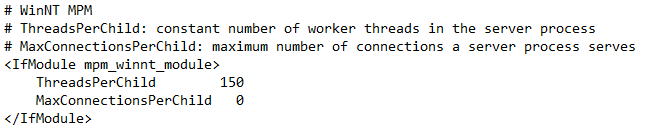 # WinNT MPM
# ThreadsPerChild: constant number of worker threads in the server process
# MaxConnectionsPerChild: maximum number of connections a server process serves
<IfModule mpm_winnt_module>
    ThreadsPerChild        150
    MaxConnectionsPerChild   0
</IfModule>